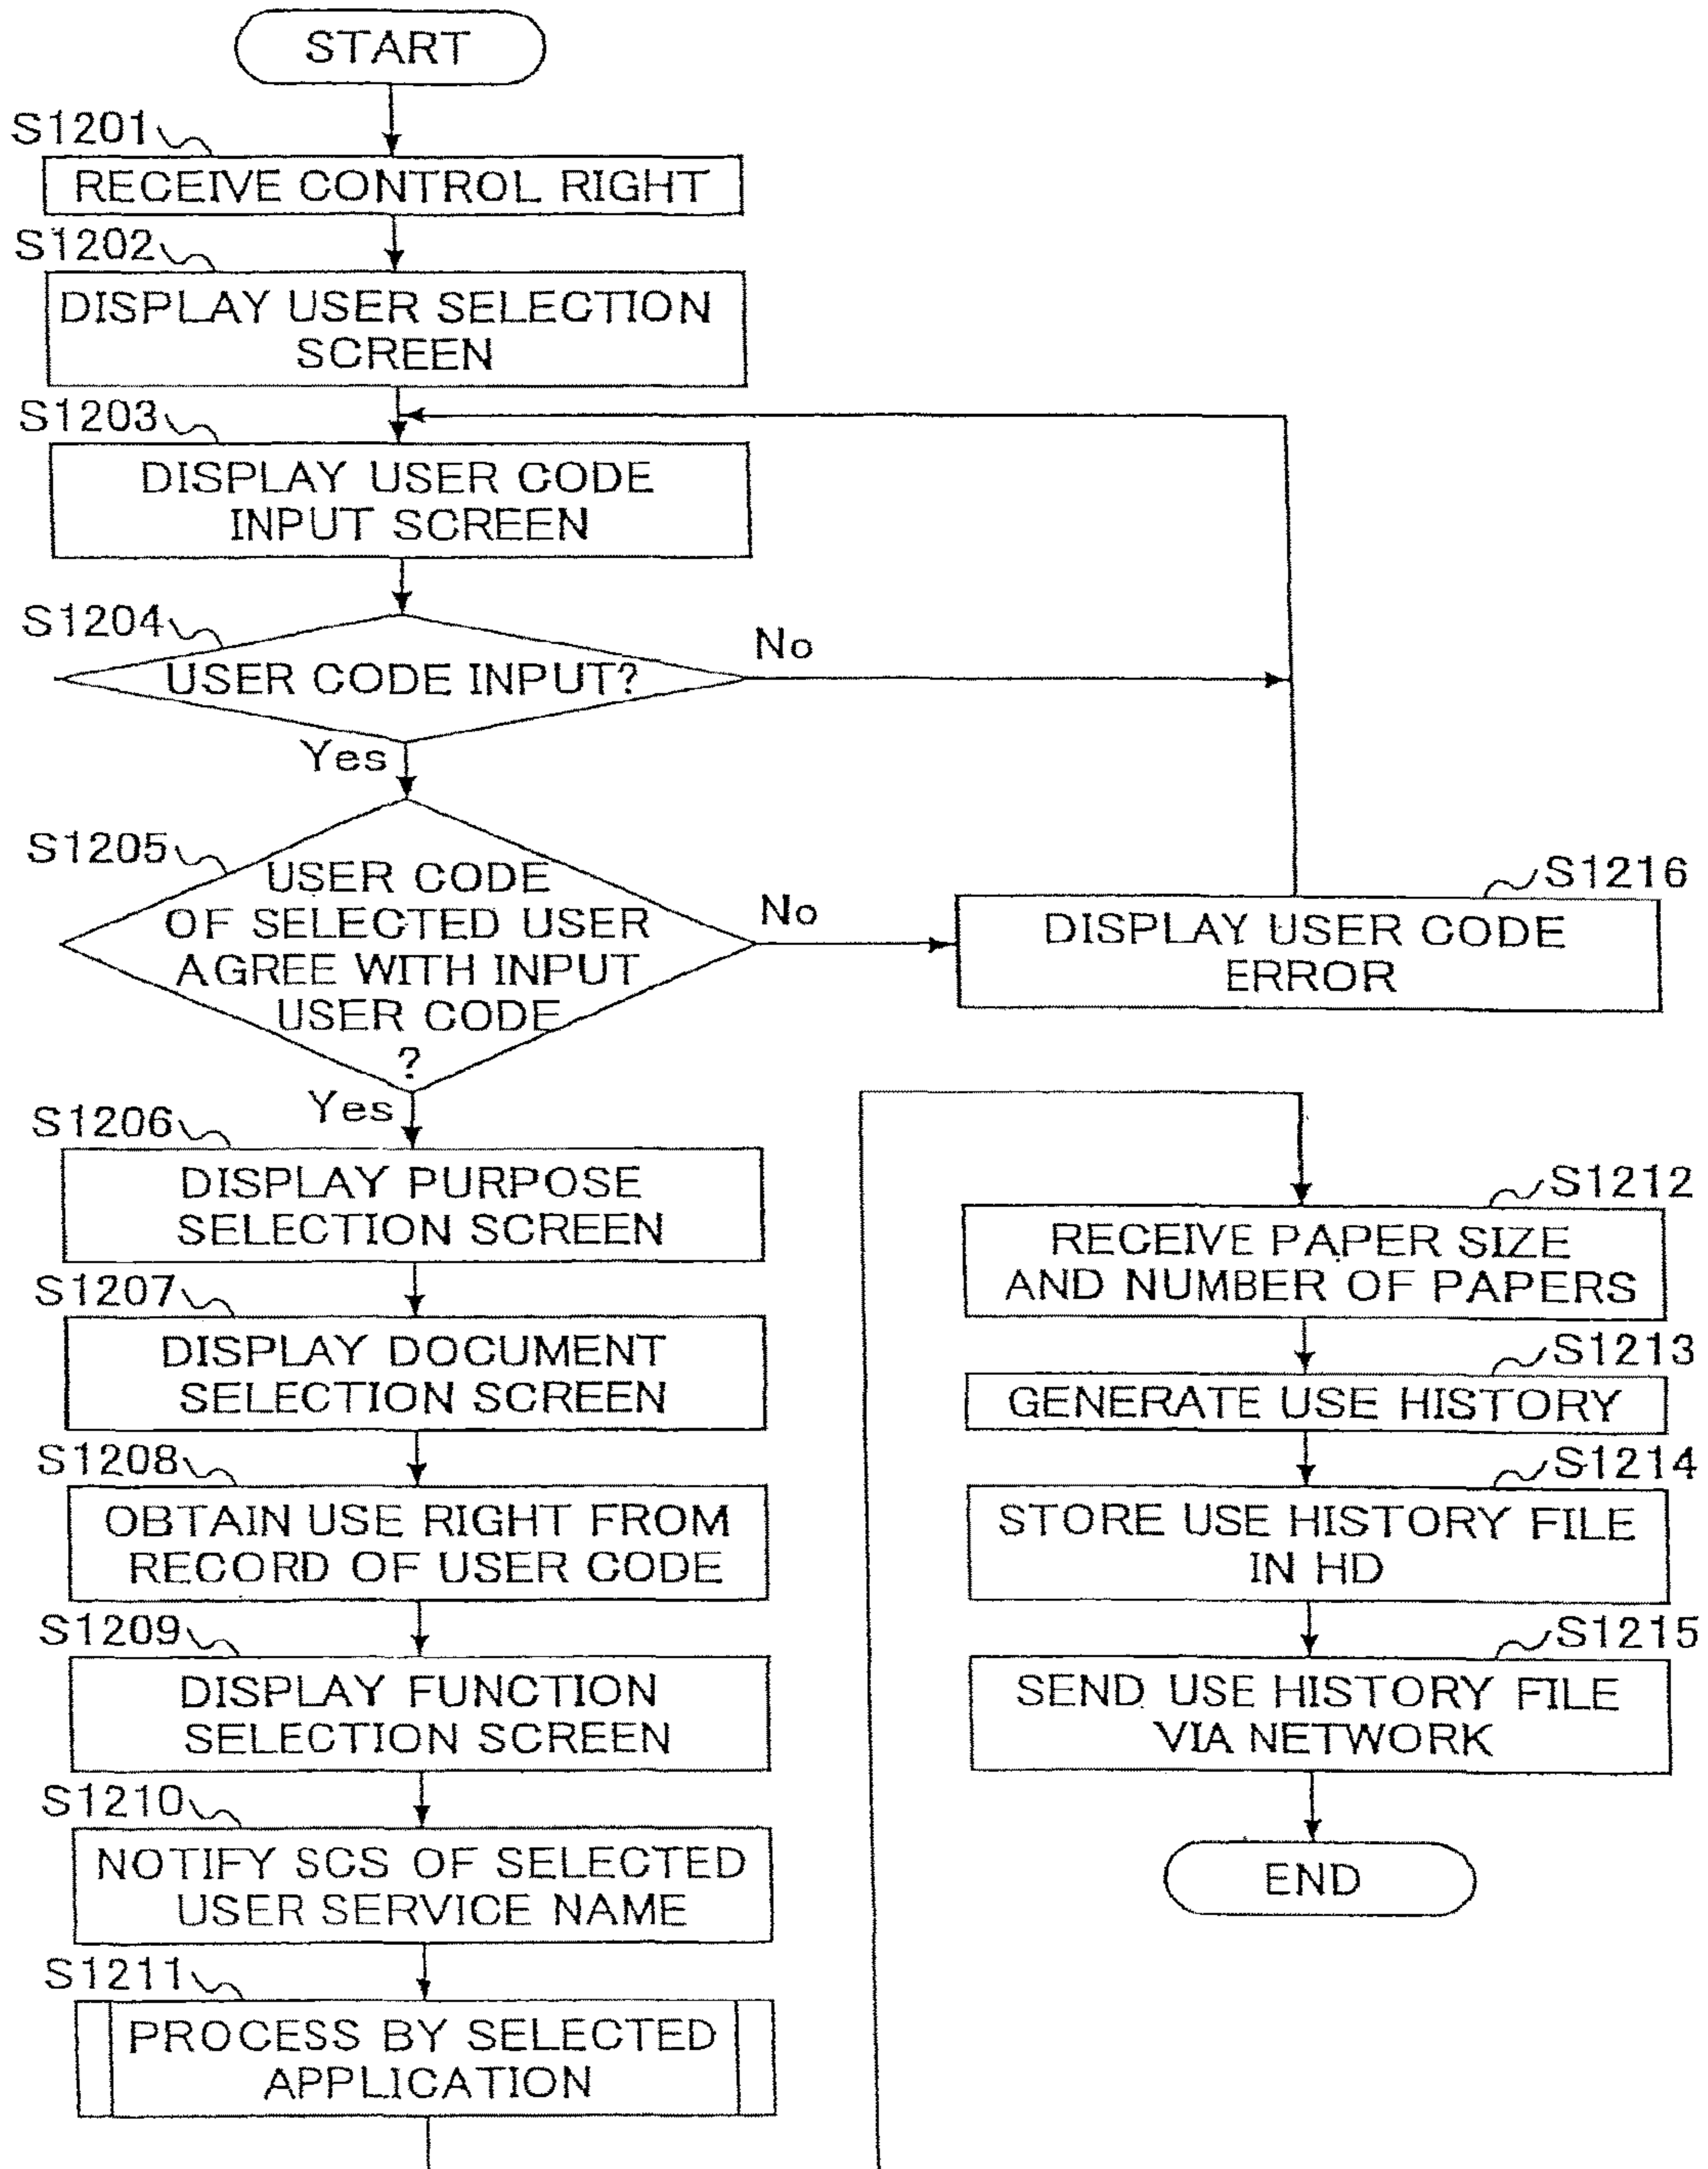 START
S1201
RECEIVE CONTROL RIGHT
S1202
DISPLAY USER SELECTION
SCREEN
S1203
DISPLAY USER CODE
INPUT SCREEN
S1204
USER CODE INPUT?
No
Yes
S1205
USER CODE
OF SELECTED USER
AGREE WITH INPUT
USER CODE
?
No
Yes
S1216
DISPLAY USER CODE
ERROR
S1206
DISPLAY PURPOSE
SELECTION SCREEN
S1207
DISPLAY DOCUMENT
SELECTION SCREEN
S1208
OBTAIN USE RIGHT FROM
RECORD OF USER CODE
S1209
DISPLAY FUNCTION
SELECTION SCREEN
S1210
NOTIFY SCS OF SELECTED
USER SERVICE NAME
S1211
PROCESS BY SELECTED
APPLICATION
S1212
RECEIVE PAPER SIZE
AND NUMBER OF PAPERS
S1213
GENERATE USE HISTORY
S1214
STORE USE HISTORY FILE
IN HD
S1215
SEND USE HISTORY FILE
VIA NETWORK
END